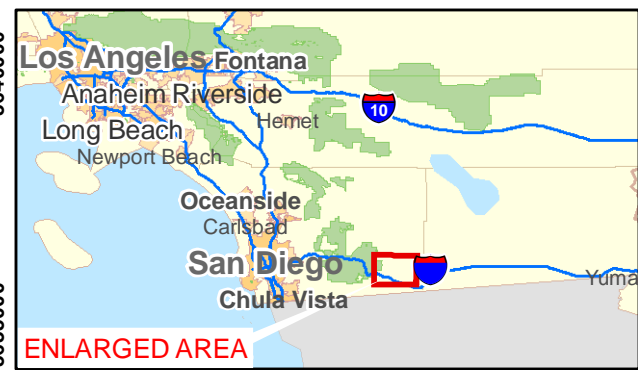 Los Angeles Fontana
Anaheim Riverside
10
Hemet
Long Beach
Newport Beach
Oceanside
Carlsbad
San Diego
Yuma
Chula Vista
ENLARGED AREA